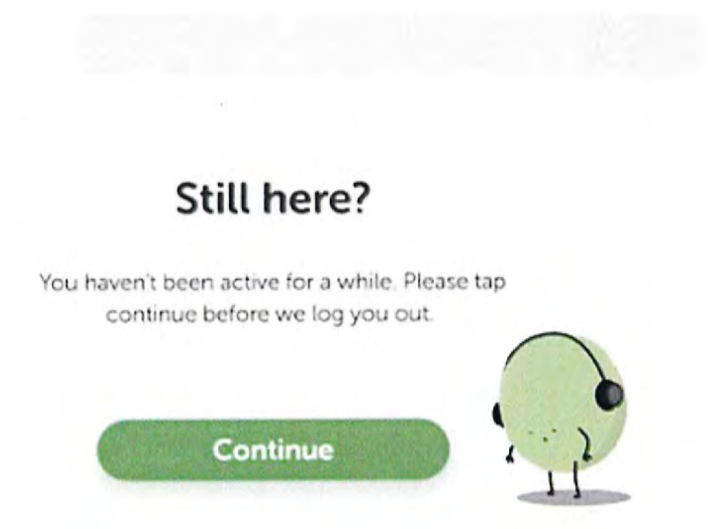 Still here?
You haven't been active for a while. Please tap
continue before we log you out.
Continue